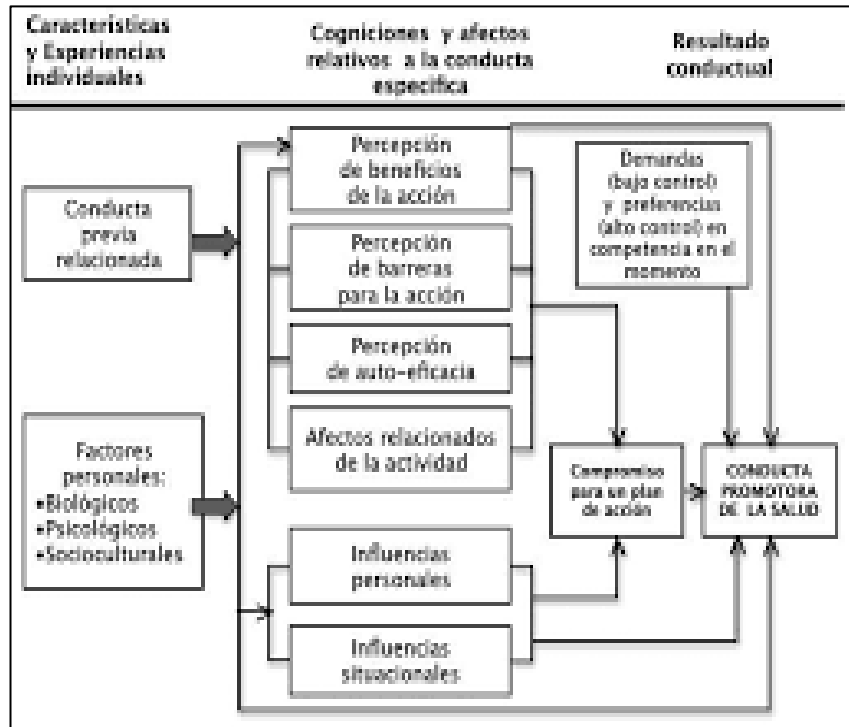 Características
y Experiencias
individuales
Cogniciones y afectos
relativos a la conducta
especifica
Resultado
conductual
Conducta
previa
relacionada
Factores
personales:
•Biológicos
•Psicológicos
•Socioculturales
Percepción
de beneficios
de la acción
Percepción
de barreras
para la acción
Percepción
de auto-eficacia
Afectos relacionados
de la actividad
Influencias
personales
Influencias
situacionales
Demandas
(bajo control)
y preferencias
(alto control) en
competencia en el
momento
Compromiso
para un plan
de acción
CONDUCTA
PROMOTORA
DE LA SALUD